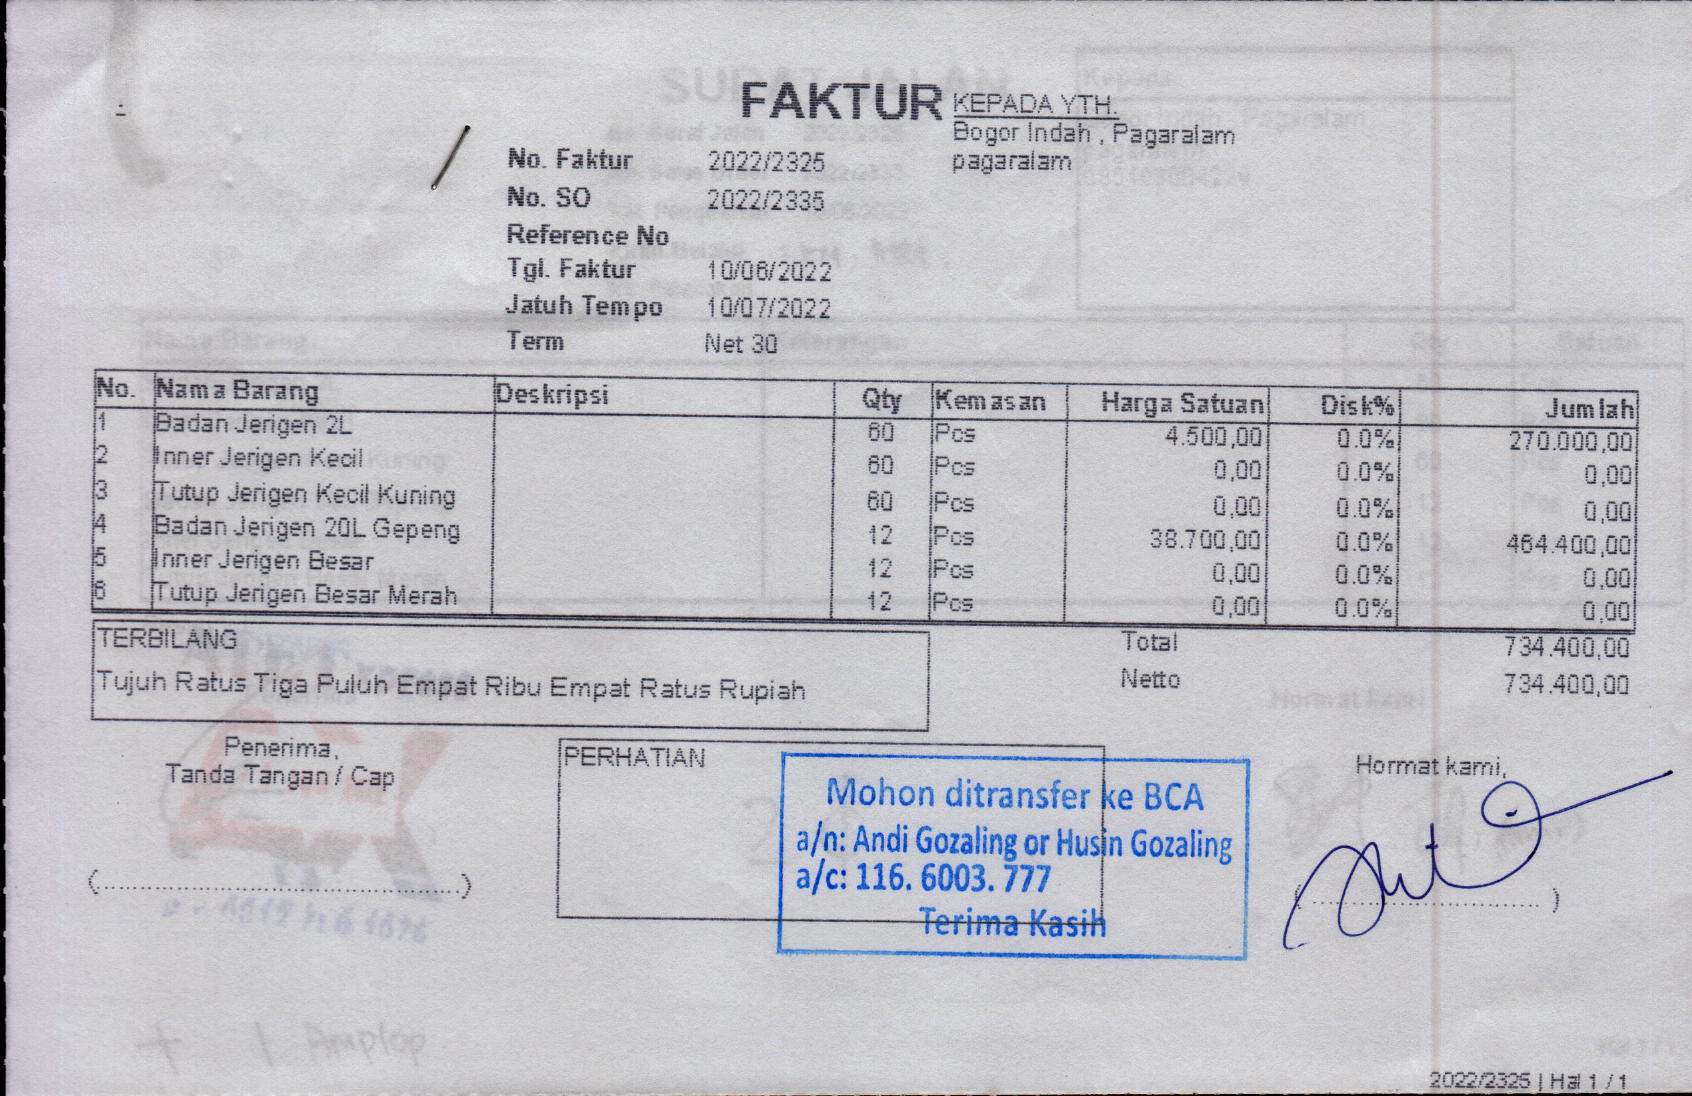 FAKTUR
KEPADA YTH.
Bogor Indah , Pagaralam
pagaralam
No. Faktur 2022/2325
No. SO 2022/2335
Reference No
Tgl. Faktur 10/06/2022
Jatuh Tempo 10/07/2022
Term Net 30
No. Nama Barang Deskripsi Qty Kemasan Harga Satuan Disk% Jumlah
1 Badan Jerigen 2L 60 Pcs 4.500,00 0.0% 270.000,00
2 Inner Jerigen Kecil 60 Pcs 0,00 0.0% 0,00
3 Tutup Jerigen Kecil Kuning 60 Pcs 0,00 0.0% 0,00
4 Badan Jerigen 20L Gepeng 12 Pcs 38.700,00 0.0% 464.400,00
5 Inner Jerigen Besar 12 Pcs 0,00 0.0% 0,00
6 Tutup Jerigen Besar Merah 12 Pcs 0,00 0.0% 0,00
TERBILANG
Tujuh Ratus Tiga Puluh Empat Ribu Empat Ratus Rupiah
Total 734.400,00
Netto 734.400,00
Penerima,
Tanda Tangan / Cap
PERHATIAN
Mohon ditransfer ke BCA
a/n: Andi Gozaling or Husin Gozaling
a/c: 116. 6003. 777
Terima Kasih
Hormat kami,
+ 1 Amplop
2022/2325 | Hal 1 / 1